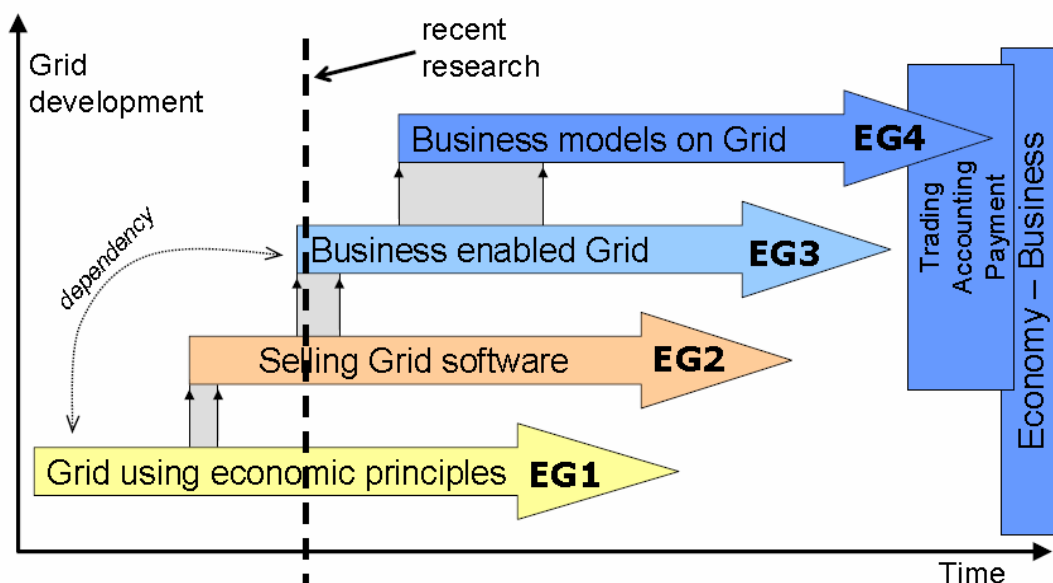 Grid
development
recent
research
Business models on Grid EG4
dependency
Business enabled Grid EG3
Selling Grid software EG2
Grid using economic principles EG1
Trading
Accounting
Payment
Economy – Business
Time